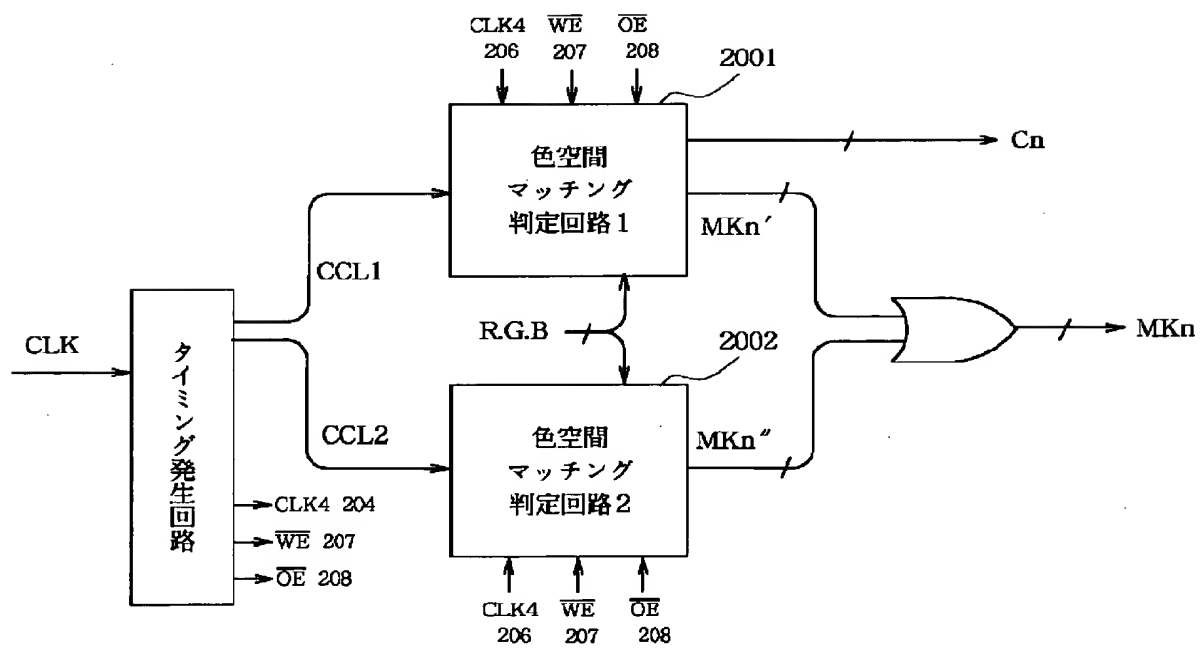 CLK4 WE OE
206 207 208
2001
色空間
マッチング
判定回路1
Cn
MKn′
CCL1
R.G.B
CLK
タイミング発生回路
MKn
2002
CCL2
色空間
マッチング
判定回路2
MKn″
CLK4 204
WE 207
OE 208
CLK4 WE OE
206 207 208